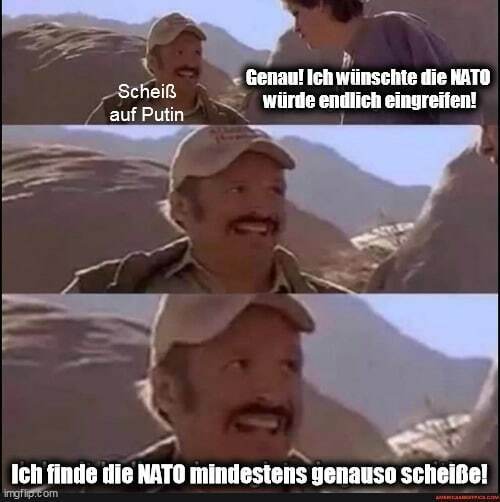 Genau! Ich wünschte die NATO
würde endlich eingreifen!
Scheiß
auf Putin
Ich finde die NATO mindestens genauso scheiße!
imgflip.com